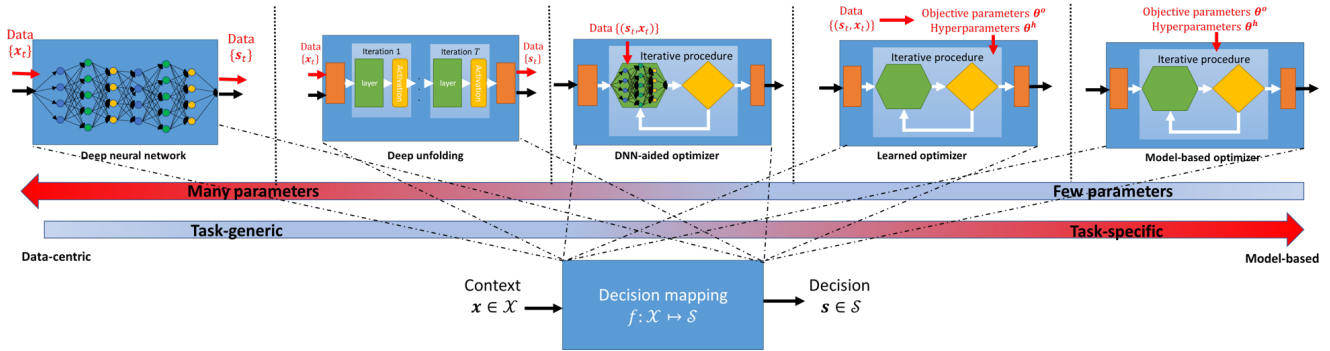 Data
{x_t}
Data
{s_t}
Deep neural network
Data
{x_t}
Iteration 1
layer
Activation
Iteration T
layer
Activation
Data
{s_t}
Deep unfolding
Data {(s_t,x_t)}
Iterative procedure
DNN-aided optimizer
Data
{(s_t, x_t)}
Objective parameters θ^o
Hyperparameters θ^h
Iterative procedure
Learned optimizer
Objective parameters θ^o
Hyperparameters θ^h
Iterative procedure
Model-based optimizer
Many parameters
Few parameters
Task-generic
Task-specific
Data-centric
Model-based
Context
x ∈ 𝒳
Decision mapping
f: 𝒳 ↦ 𝒮
Decision
s ∈ 𝒮